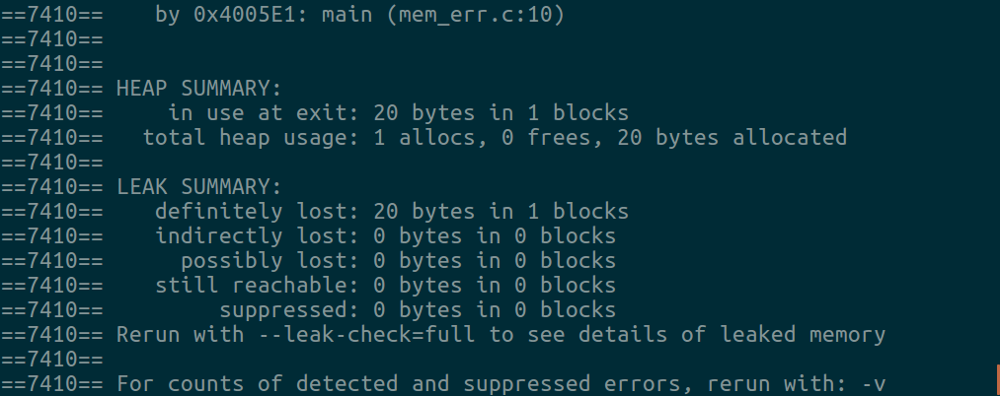 ==7410==    by 0x4005E1: main (mem_err.c:10)
==7410==
==7410==
==7410== HEAP SUMMARY:
==7410==     in use at exit: 20 bytes in 1 blocks
==7410==   total heap usage: 1 allocs, 0 frees, 20 bytes allocated
==7410==
==7410== LEAK SUMMARY:
==7410==    definitely lost: 20 bytes in 1 blocks
==7410==    indirectly lost: 0 bytes in 0 blocks
==7410==      possibly lost: 0 bytes in 0 blocks
==7410==    still reachable: 0 bytes in 0 blocks
==7410==         suppressed: 0 bytes in 0 blocks
==7410== Rerun with --leak-check=full to see details of leaked memory
==7410==
==7410== For counts of detected and suppressed errors, rerun with: -v